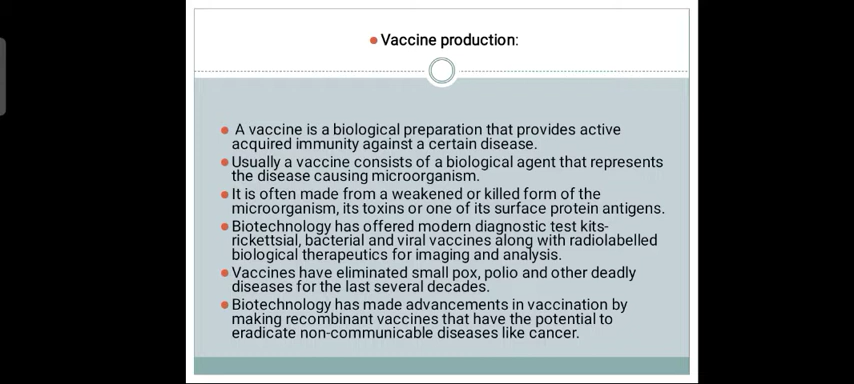 Vaccine production:
A vaccine is a biological preparation that provides active
acquired immunity against a certain disease.
Usually a vaccine consists of a biological agent that represents
the disease causing microorganism.
It is often made from a weakened or killed form of the
microorganism, its toxins or one of its surface protein antigens.
Biotechnology has offered modern diagnostic test kits-
rickettsial, bacterial and viral vaccines along with radiolabelled
biological therapeutics for imaging and analysis.
Vaccines have eliminated small pox, polio and other deadly
diseases for the last several decades.
Biotechnology has made advancements in vaccination by
making recombinant vaccines that have the potential to
eradicate non-communicable diseases like cancer.